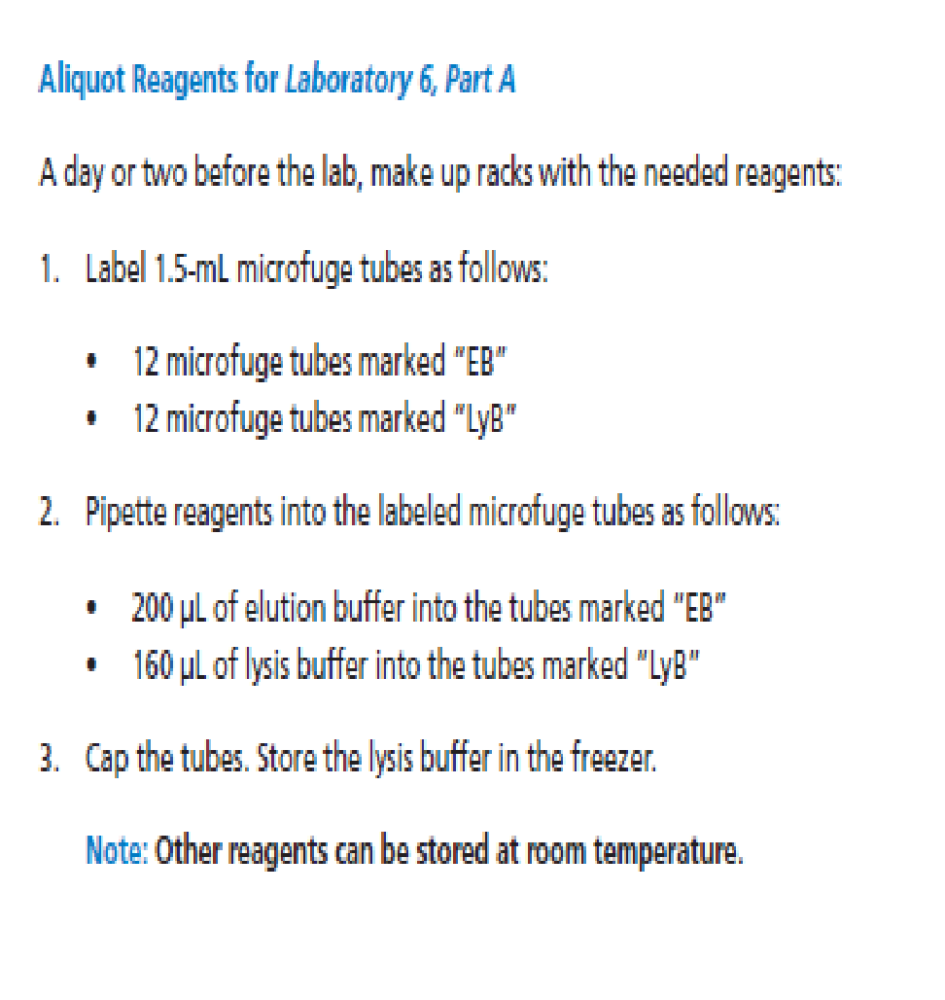 Aliquot Reagents for Laboratory 6, Part A
A day or two before the lab, make up racks with the needed reagents:
1. Label 1.5-mL microfuge tubes as follows:
• 12 microfuge tubes marked “EB”
• 12 microfuge tubes marked “LyB”
2. Pipette reagents into the labeled microfuge tubes as follows:
• 200 µL of elution buffer into the tubes marked “EB”
• 160 µL of lysis buffer into the tubes marked “LyB”
3. Cap the tubes. Store the lysis buffer in the freezer.
Note: Other reagents can be stored at room temperature.